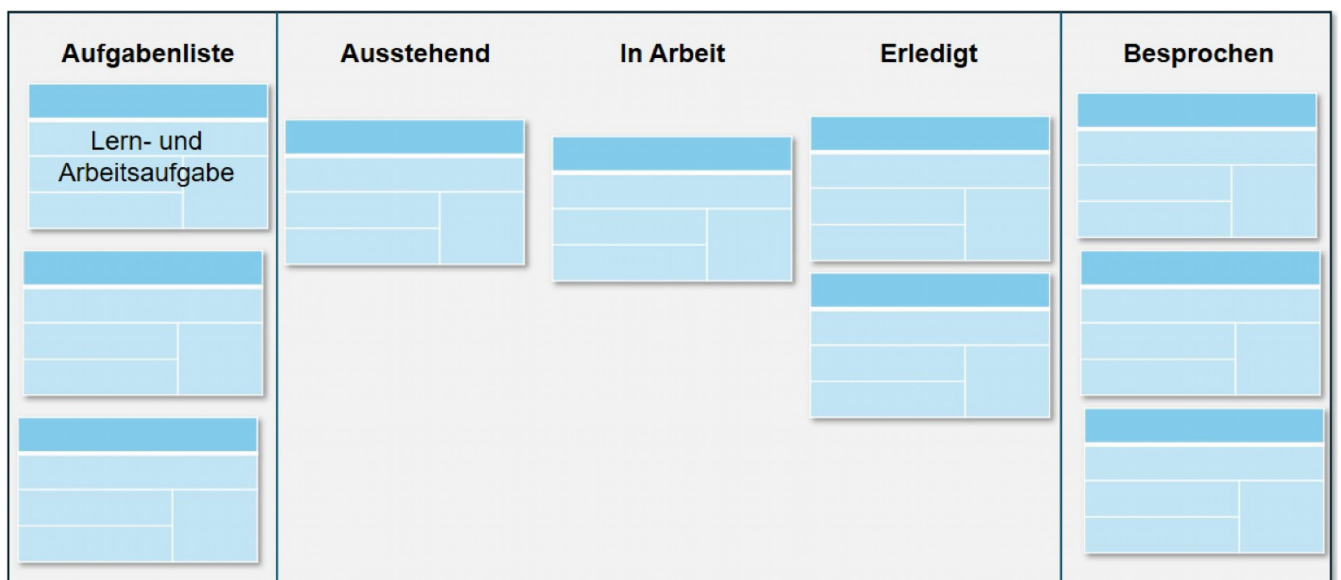 Aufgabenliste
Ausstehend
In Arbeit
Erledigt
Besprochen
Lern- und
Arbeitsaufgabe